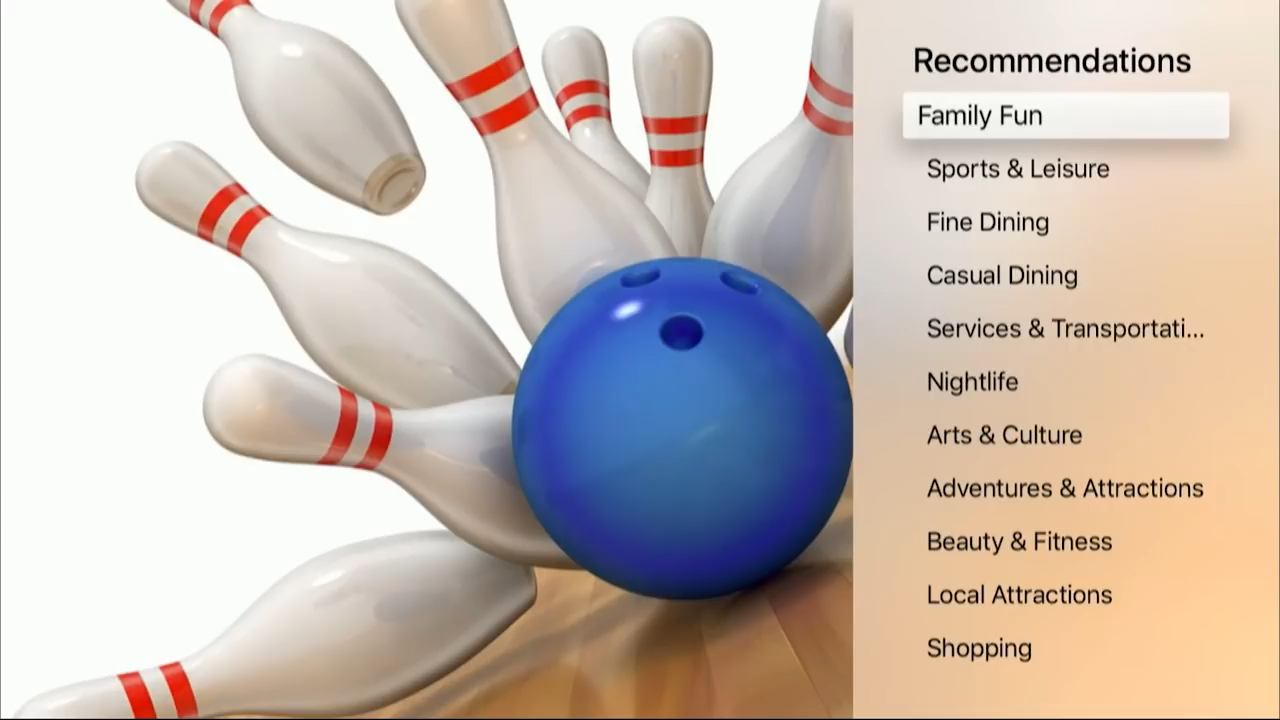 Recommendations
Family Fun
Sports & Leisure
Fine Dining
Casual Dining
Services & Transportati...
Nightlife
Arts & Culture
Adventures & Attractions
Beauty & Fitness
Local Attractions
Shopping